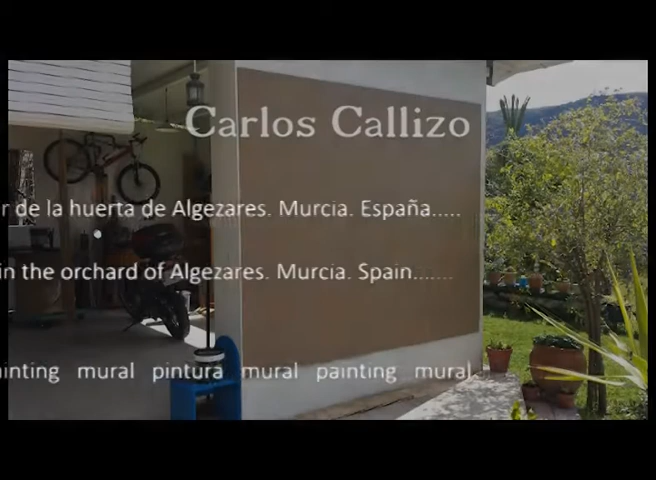 Carlos Callizo
de la huerta de Algezares. Murcia. España.....
the orchard of Algezares. Murcia. Spain.......
mural pintura mural painting mural